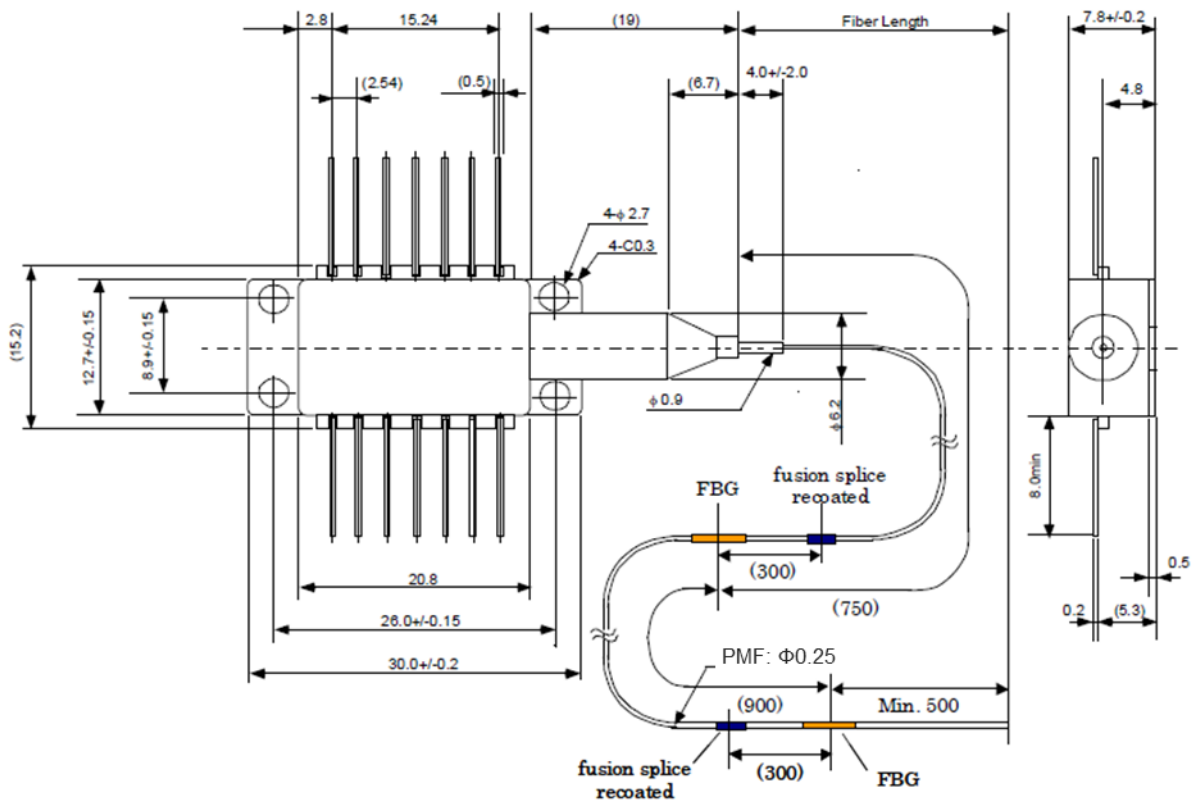 2.8
15.24
(19)
Fiber Length
7.8+/-0.2
(2.54)
(0.5)
(6.7)
4.0+/-2.0
4.8
4-ϕ 2.7
4-C0.3
(15.2)
12.7+/-0.15
8.9+/-0.15
ϕ 0.9
ϕ 6.2
8.0min
FBG
fusion splice
recoated
(300)
20.8
(750)
0.5
26.0+/-0.15
0.2
(5.3)
30.0+/-0.2
PMF: Φ0.25
(900)
Min. 500
fusion splice
recoated
(300)
FBG